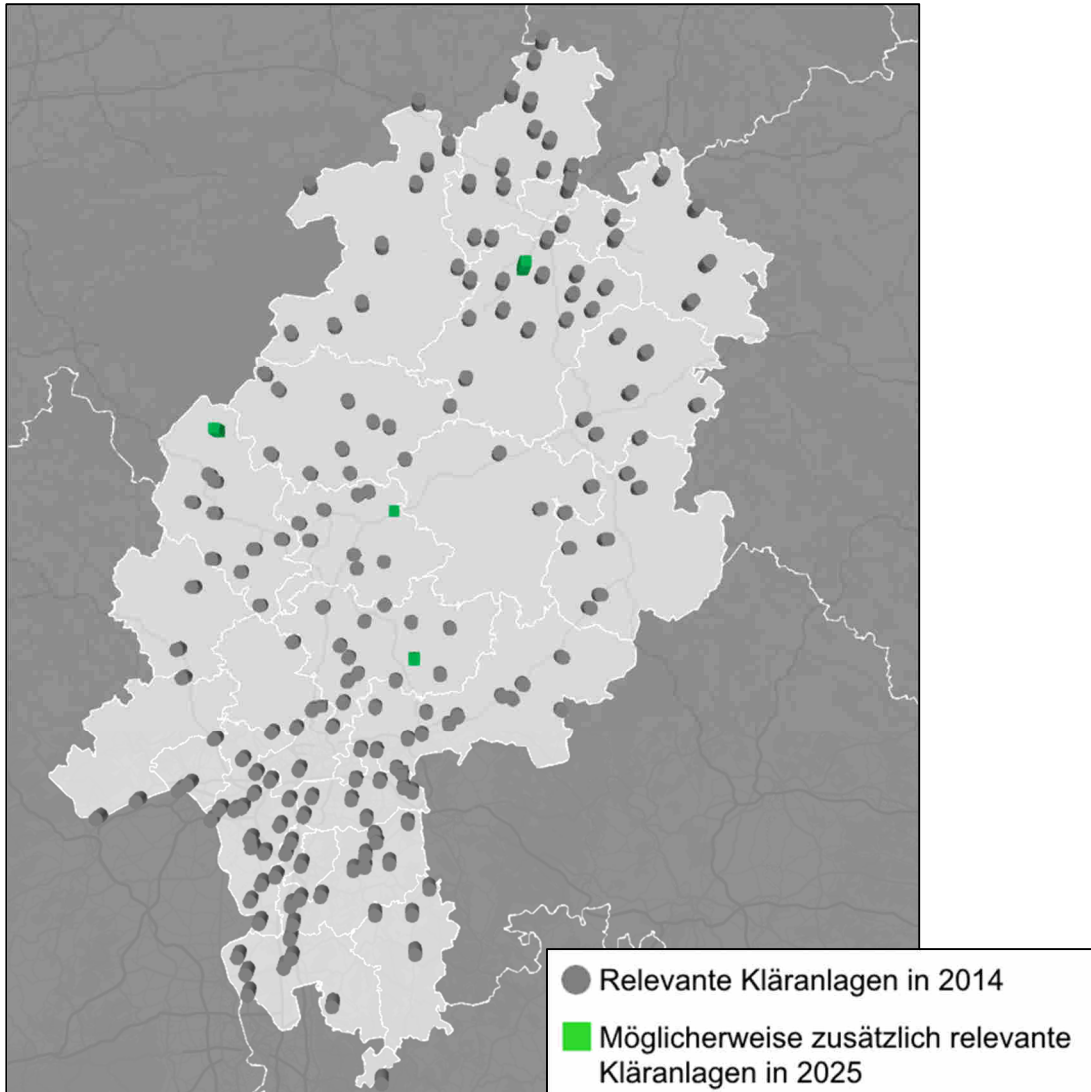 Relevante Kläranlagen in 2014
Möglicherweise zusätzlich relevante
Kläranlagen in 2025